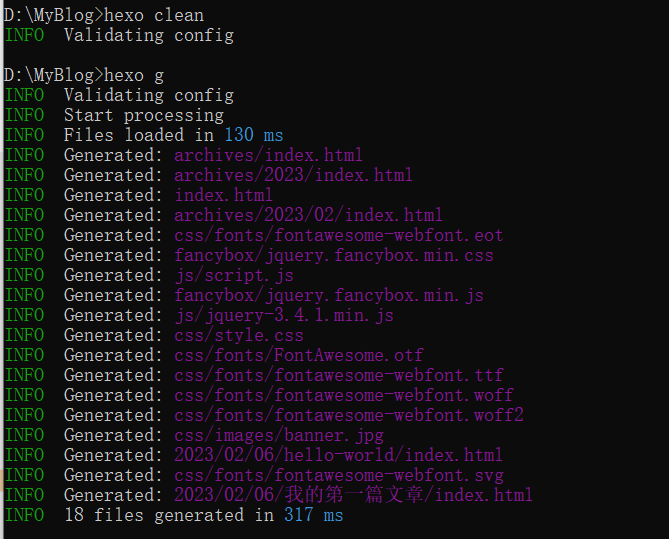 D:\MyBlog>hexo clean
INFO  Validating config
D:\MyBlog>hexo g
INFO  Validating config
INFO  Start processing
INFO  Files loaded in 130 ms
INFO  Generated: archives/index.html
INFO  Generated: archives/2023/index.html
INFO  Generated: index.html
INFO  Generated: archives/2023/02/index.html
INFO  Generated: css/fonts/fontawesome-webfont.eot
INFO  Generated: fancybox/jquery.fancybox.min.css
INFO  Generated: js/script.js
INFO  Generated: fancybox/jquery.fancybox.min.js
INFO  Generated: js/jquery-3.4.1.min.js
INFO  Generated: css/style.css
INFO  Generated: css/fonts/FontAwesome.otf
INFO  Generated: css/fonts/fontawesome-webfont.ttf
INFO  Generated: css/fonts/fontawesome-webfont.woff
INFO  Generated: css/fonts/fontawesome-webfont.woff2
INFO  Generated: css/images/banner.jpg
INFO  Generated: 2023/02/06/hello-world/index.html
INFO  Generated: css/fonts/fontawesome-webfont.svg
INFO  Generated: 2023/02/06/我的第一篇文章/index.html
INFO  18 files generated in 317 ms